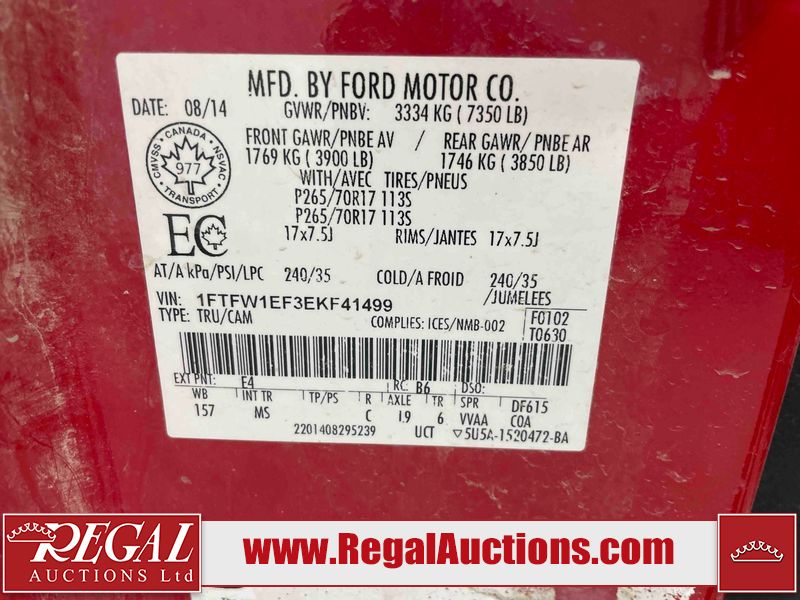 MFD. BY FORD MOTOR CO.
DATE: 08/14
GVWR/PNBV: 3334 KG ( 7350 LB)
FRONT GAWR/PNBE AV / REAR GAWR/ PNBE AR
1769 KG ( 3900 LB) 1746 KG ( 3850 LB)
WITH/AVEC TIRES/PNEUS
P265/70R17 113S
P265/70R17 113S
17x7.5J RIMS/JANTES 17x7.5J
CANADA
CMVSS
NSVAC
977
TRANSPORT
EC
AT/A kPa/PSI/LPC 240/35 COLD/A FROID 240/35
/JUMELEES
VIN: 1FTFW1EF3EKF41499
TYPE: TRU/CAM COMPLIES: ICES/NMB-002
F0102
T0630
EXT PNT: E4 RC: B6 DSO:
WB INT TR TP/PS R AXLE TR SPR DF615
157 MS C 1.9 6 VVAA COA
2201408295239 UCT ▽5U5A-1520472-BA
REGAL
AUCTIONS Ltd
www.RegalAuctions.com